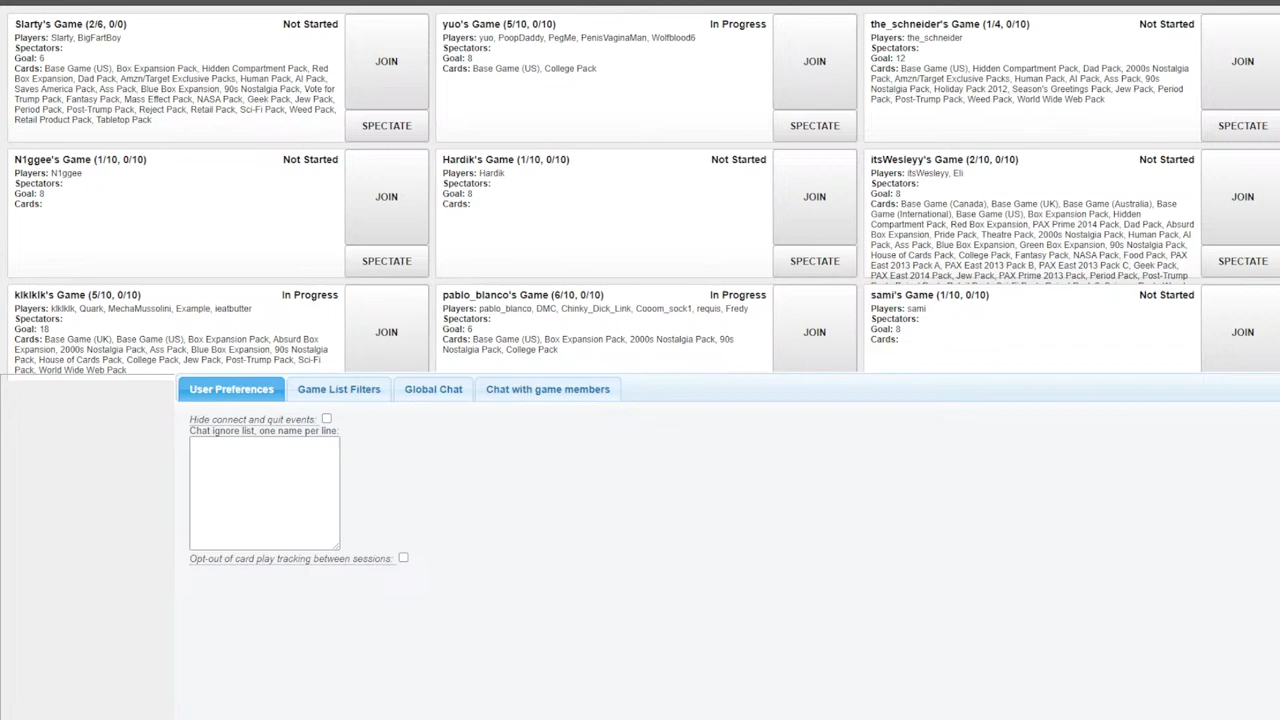 Slarty's Game (2/6, 0/0)
Not Started
Players: Slarty, BigFartBoy
Spectators:
Goal: 6
Cards: Base Game (US), Box Expansion Pack, Hidden Compartment Pack, Red
Box Expansion, Dad Pack, Amzn/Target Exclusive Packs, Human Pack, AI Pack,
Saves America Pack, Ass Pack, Blue Box Expansion, 90s Nostalgia Pack, Vote for
Trump Pack, Fantasy Pack, Mass Effect Pack, NASA Pack, Geek Pack, Jew Pack,
Period Pack, Post-Trump Pack, Reject Pack, Retail Pack, Sci-Fi Pack, Weed Pack,
Retail Product Pack, Tabletop Pack
JOIN
SPECTATE
yuo's Game (5/10, 0/10)
In Progress
Players: yuo, PoopDaddy, PegMe, PenisVaginaMan, Wolfblood6
Spectators:
Goal: 8
Cards: Base Game (US), College Pack
JOIN
SPECTATE
the_schneider's Game (1/4, 0/10)
Not Started
Players: the_schneider
Spectators:
Goal: 12
Cards: Base Game (US), Hidden Compartment Pack, Dad Pack, 2000s Nostalgia
Pack, Amzn/Target Exclusive Packs, Human Pack, AI Pack, Ass Pack, 90s
Nostalgia Pack, Holiday Pack 2012, Season's Greetings Pack, Jew Pack, Period
Pack, Post-Trump Pack, Weed Pack, World Wide Web Pack
JOIN
SPECTATE
N1ggee's Game (1/10, 0/10)
Not Started
Players: N1ggee
Spectators:
Goal: 8
Cards:
JOIN
SPECTATE
Hardik's Game (1/10, 0/10)
Not Started
Players: Hardik
Spectators:
Goal: 8
Cards:
JOIN
SPECTATE
itsWesleyy's Game (2/10, 0/10)
Not Started
Players: itsWesleyy, Eli
Spectators:
Goal: 8
Cards: Base Game (Canada), Base Game (UK), Base Game (Australia), Base
Game (International), Base Game (US), Box Expansion Pack, Hidden
Compartment Pack, Red Box Expansion, PAX Prime 2014 Pack, Dad Pack, Absurd
Box Expansion, Pride Pack, Theatre Pack, 2000s Nostalgia Pack, Human Pack, AI
Pack, Ass Pack, Blue Box Expansion, Green Box Expansion, 90s Nostalgia Pack,
House of Cards Pack, College Pack, Fantasy Pack, NASA Pack, Food Pack, PAX
East 2013 Pack A, PAX East 2013 Pack B, PAX East 2013 Pack C, Geek Pack,
PAX East 2014 Pack, Jew Pack, PAX Prime 2013 Pack, Period Pack, Post-Trump
JOIN
SPECTATE
klklklk's Game (5/10, 0/10)
In Progress
Players: klklklk, Quark, MechaMussolini, Example, ieatbutter
Spectators:
Goal: 18
Cards: Base Game (UK), Base Game (US), Box Expansion Pack, Absurd Box
Expansion, 2000s Nostalgia Pack, Ass Pack, Blue Box Expansion, 90s Nostalgia
Pack, House of Cards Pack, College Pack, Jew Pack, Post-Trump Pack, Sci-Fi
Pack, World Wide Web Pack
JOIN
pablo_blanco's Game (6/10, 0/10)
In Progress
Players: pablo_blanco, DMC, Chinky_Dick_Link, Cooom_sock1, requis, Fredy
Spectators:
Goal: 6
Cards: Base Game (US), Box Expansion Pack, 2000s Nostalgia Pack, 90s
Nostalgia Pack, College Pack
JOIN
sami's Game (1/10, 0/10)
Not Started
Players: sami
Spectators:
Goal: 8
Cards:
JOIN
User Preferences
Game List Filters
Global Chat
Chat with game members
Hide connect and quit events:
Chat ignore list, one name per line:
Opt-out of card play tracking between sessions: